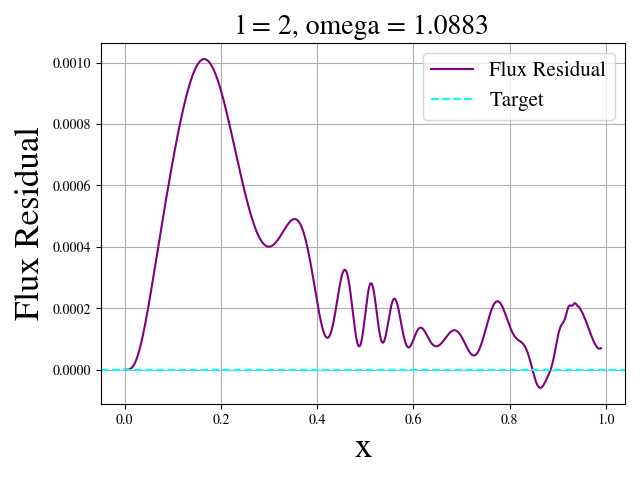 l = 2, omega = 1.0883
Flux Residual
Target
Flux Residual
0.0010
0.0008
0.0006
0.0004
0.0002
0.0000
0.0 0.2 0.4 0.6 0.8 1.0
x